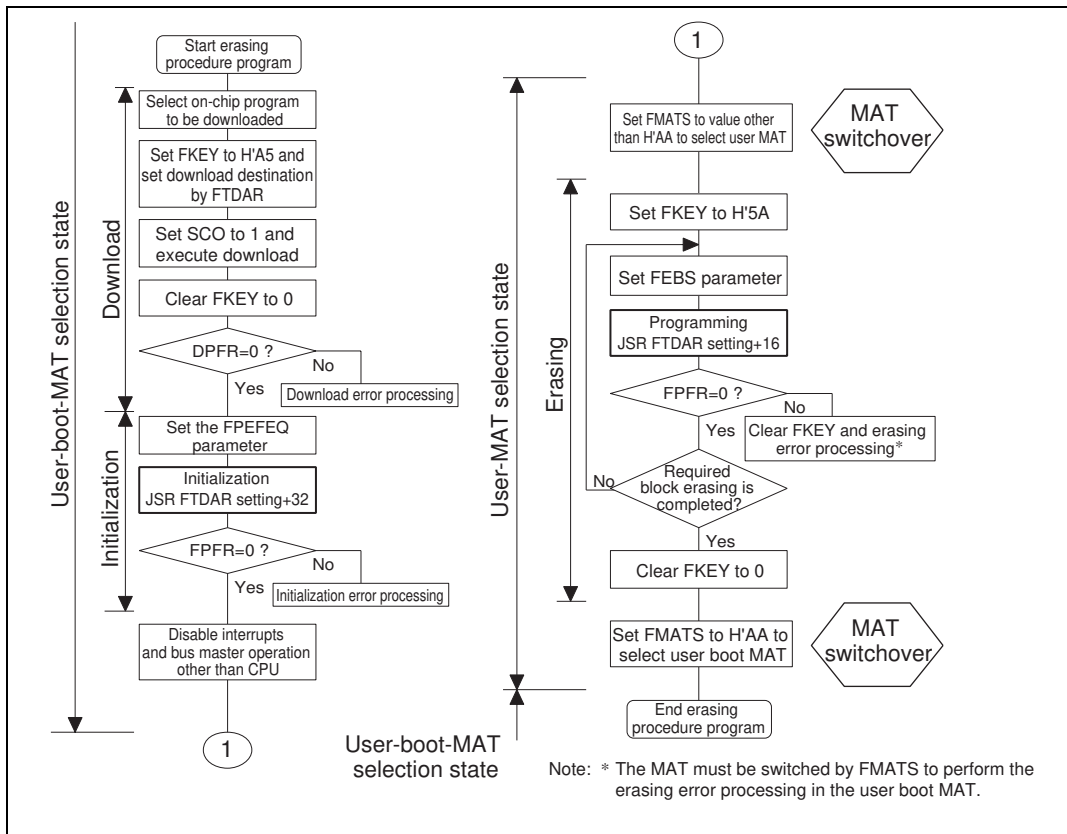 Start erasing
procedure program
Select on-chip program
to be downloaded
Set FKEY to H'A5 and
set download destination
by FTDAR
Set SCO to 1 and
execute download
Clear FKEY to 0
DPFR=0 ?
No
Yes
Download error processing
Set the FPEFEQ
parameter
Initialization
JSR FTDAR setting+32
FPFR=0 ?
No
Yes
Initialization error processing
Disable interrupts
and bus master operation
other than CPU
1
User-boot-MAT selection state
Download
Initialization
1
Set FMATS to value other
than H'AA to select user MAT
MAT
switchover
Set FKEY to H'5A
Set FEBS parameter
Programming
JSR FTDAR setting+16
FPFR=0 ?
No
Yes
Clear FKEY and erasing
error processing*
Required
block erasing is
completed?
No
Yes
Clear FKEY to 0
Set FMATS to H'AA to
select user boot MAT
MAT
switchover
End erasing
procedure program
User-MAT selection state
Erasing
User-boot-MAT
selection state
Note: * The MAT must be switched by FMATS to perform the
erasing error processing in the user boot MAT.